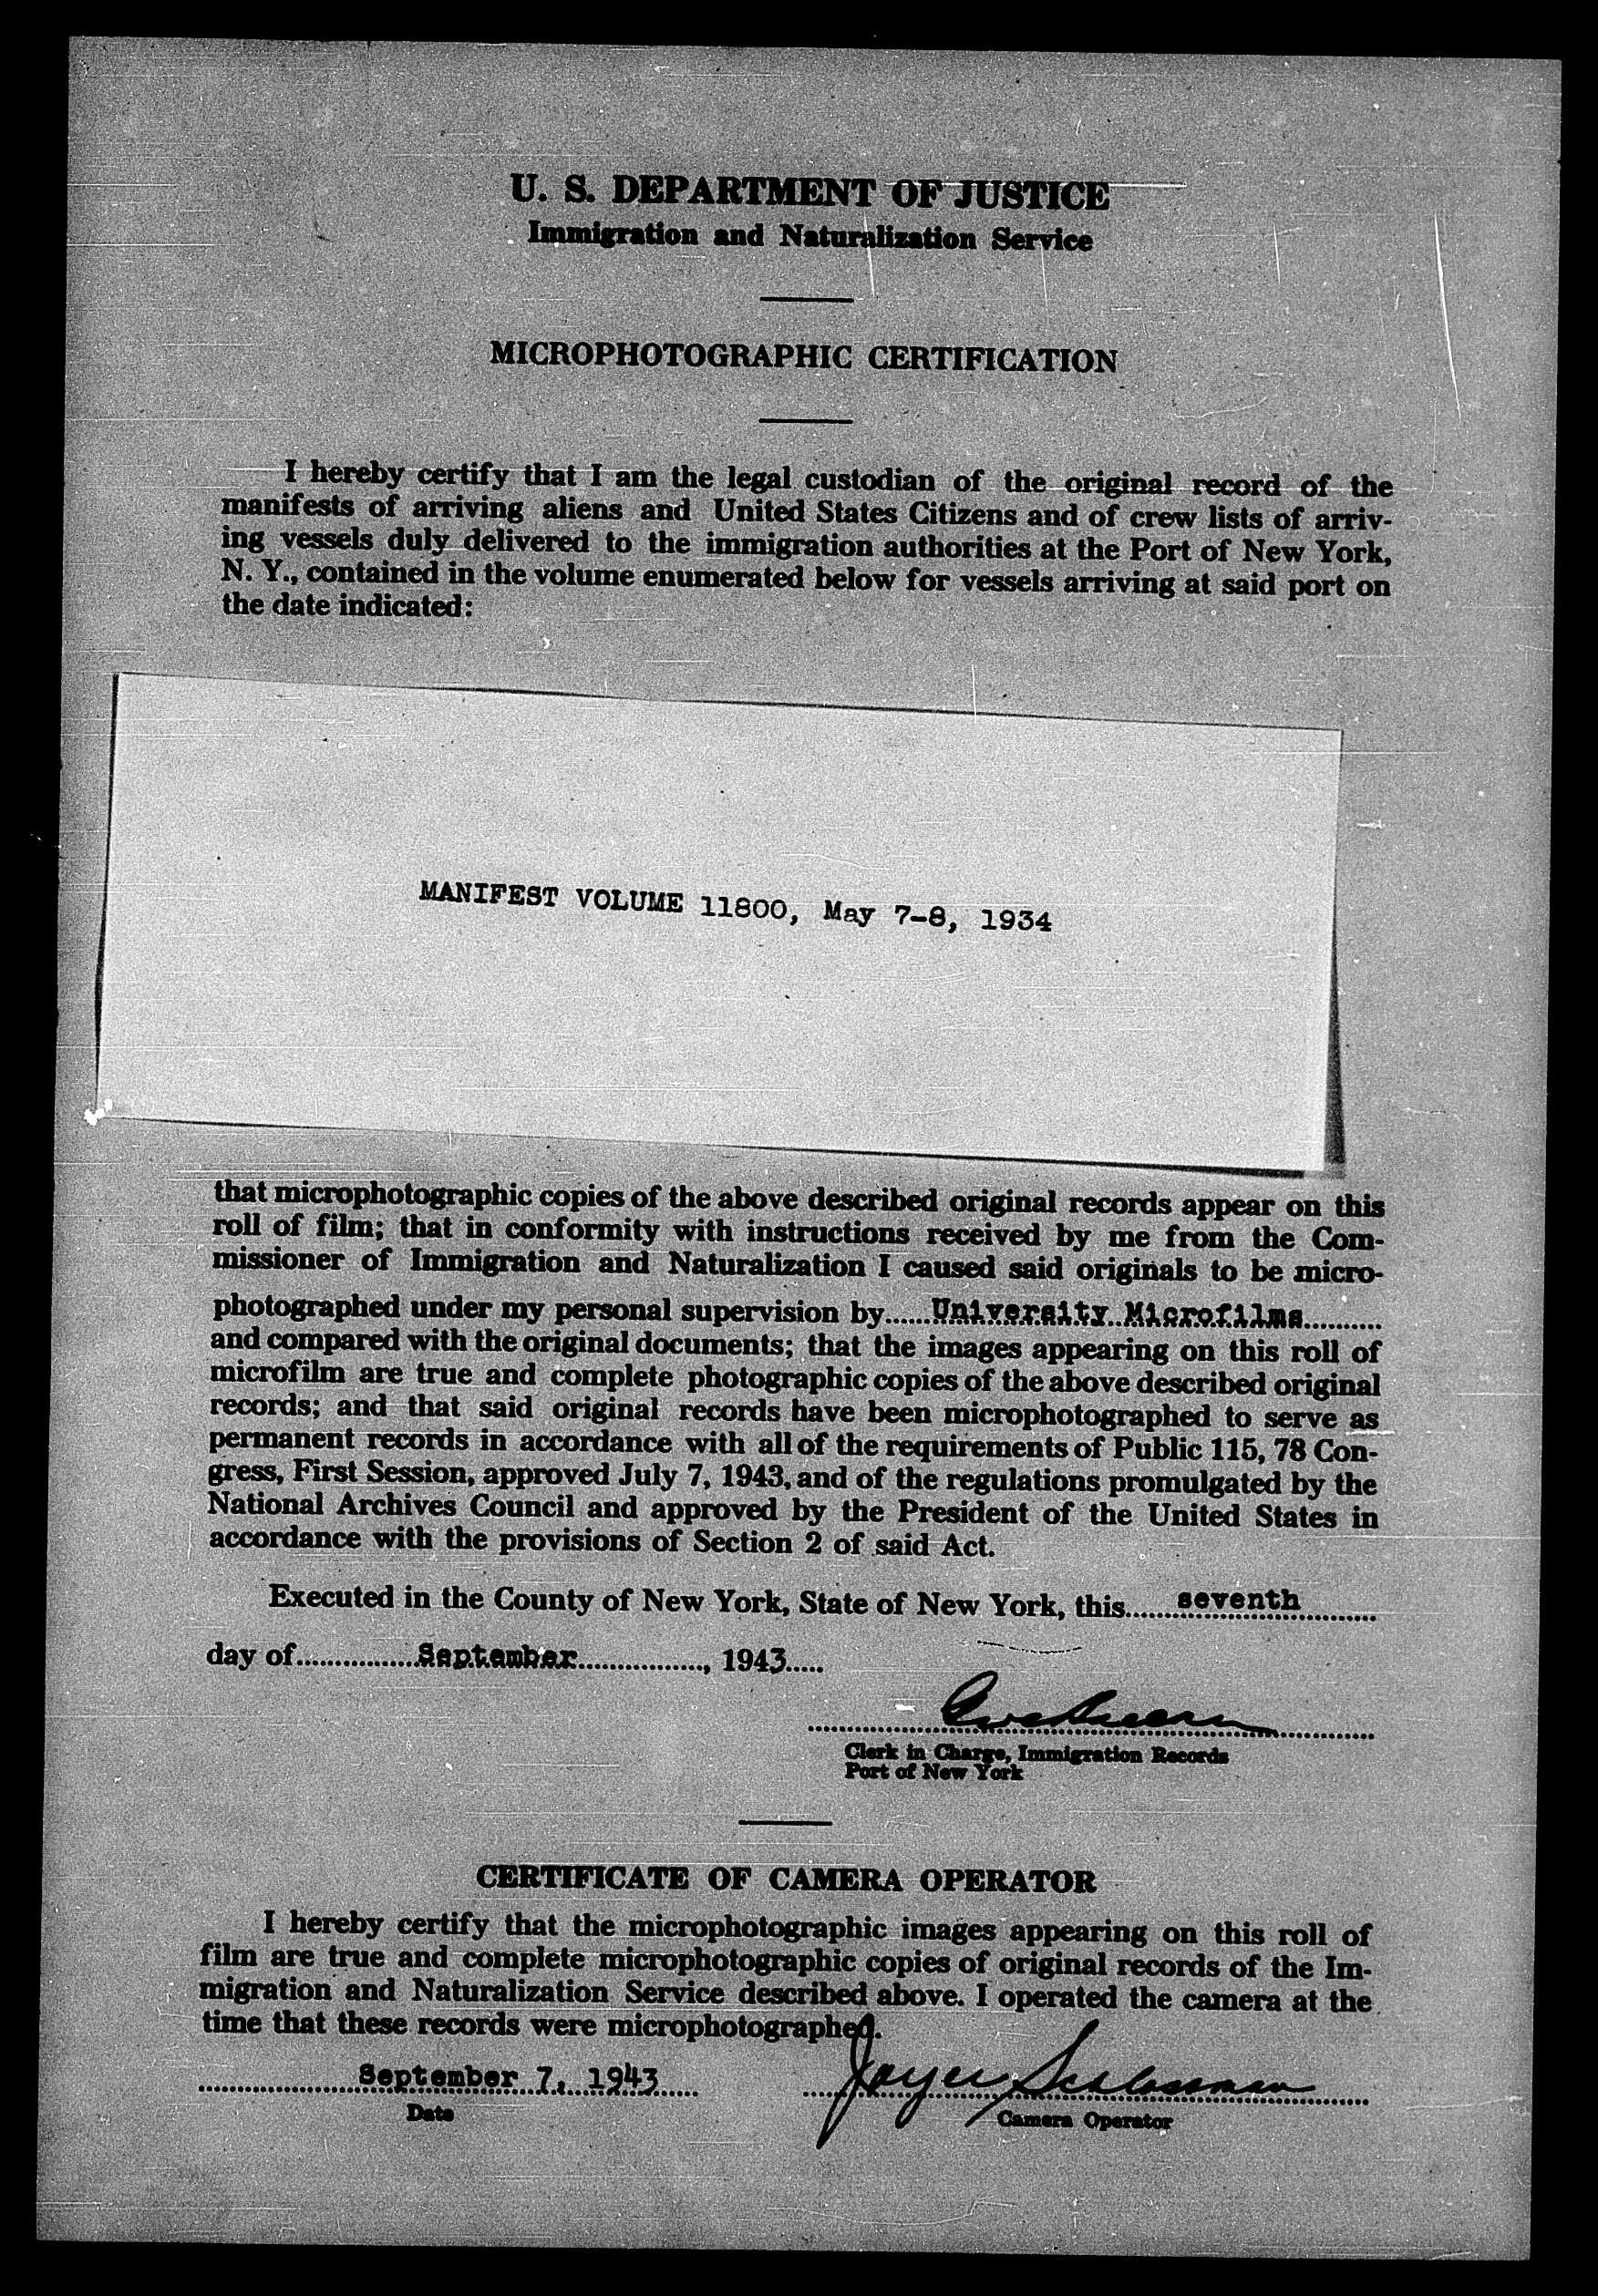 U. S. DEPARTMENT OF JUSTICE
Immigration and Naturalization Service
MICROPHOTOGRAPHIC CERTIFICATION
I hereby certify that I am the legal custodian of the original record of the
manifests of arriving aliens and United States Citizens and of crew lists of arriv-
ing vessels duly delivered to the immigration authorities at the Port of New York,
N. Y., contained in the volume enumerated below for vessels arriving at said port on
the date indicated:
MANIFEST VOLUME 11800, May 7-8, 1934
that microphotographic copies of the above described original records appear on this
roll of film; that in conformity with instructions received by me from the Com-
missioner of Immigration and Naturalization I caused said originals to be micro-
photographed under my personal supervision by......University Microfilms..........
and compared with the original documents; that the images appearing on this roll of
microfilm are true and complete photographic copies of the above described original
records; and that said original records have been microphotographed to serve as
permanent records in accordance with all of the requirements of Public 115, 78 Con-
gress, First Session, approved July 7, 1943, and of the regulations promulgated by the
National Archives Council and approved by the President of the United States in
accordance with the provisions of Section 2 of said Act.
Executed in the County of New York, State of New York, this.......seventh..........
day of................September................., 1943.....
Clerk in Charge, Immigration Records
Port of New York
CERTIFICATE OF CAMERA OPERATOR
I hereby certify that the microphotographic images appearing on this roll of
film are true and complete microphotographic copies of original records of the Im-
migration and Naturalization Service described above. I operated the camera at the
time that these records were microphotographed.
September 7, 1943
Date
Camera Operator